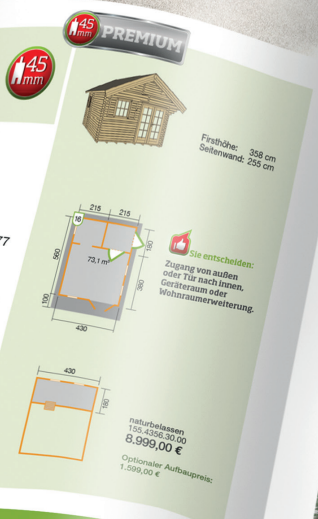 45
mm
PREMIUM
45
mm
Firsthöhe: 358 cm
Seitenwand: 255 cm
215 215
16
180
560
73,1 m³
380
100
430
77
Sie entscheiden:
Zugang von außen
oder Tür nach innen,
Geräteraum oder
Wohnraumerweiterung.
430
180
naturbelassen
155.4356.30.00
8.999,00 €
Optionaler Aufbaupreis:
1.599,00 €